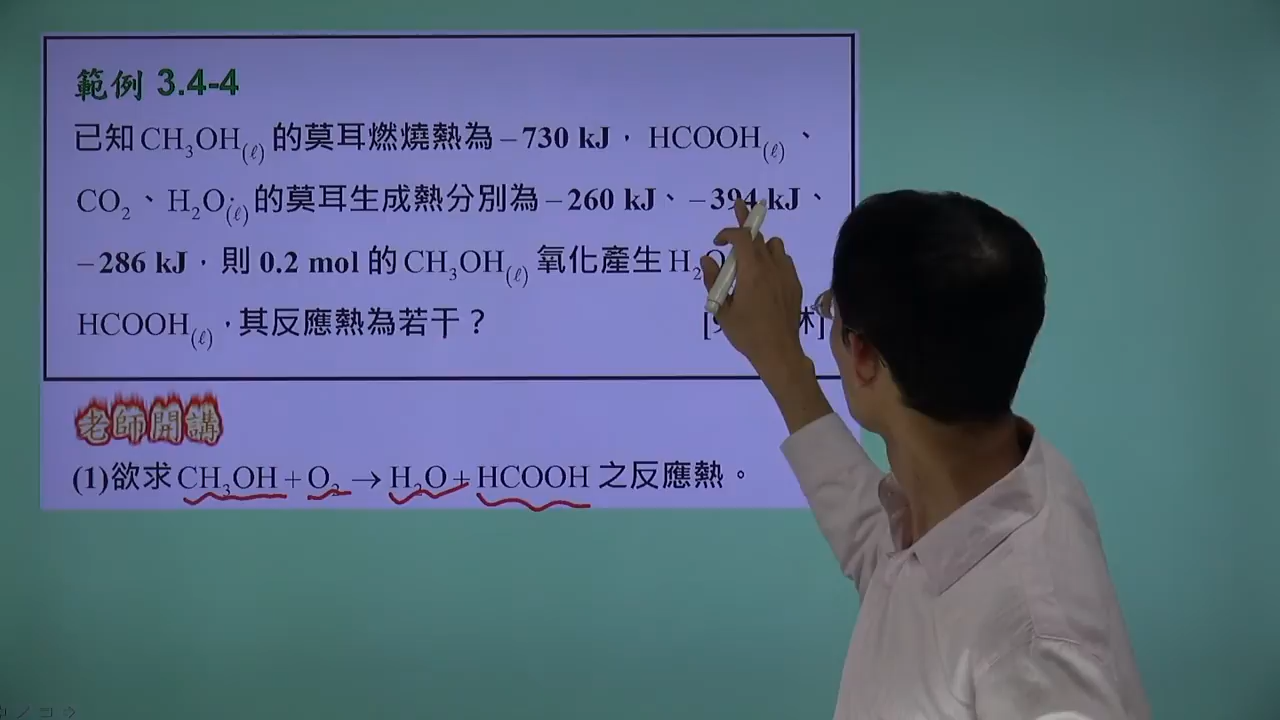 範例 3.4-4
已知 CH₃OH(ℓ) 的莫耳燃燒熱為 –730 kJ，HCOOH(ℓ)、
CO₂、H₂O(ℓ) 的莫耳生成熱分別為 –260 kJ、–394 kJ、
–286 kJ，則 0.2 mol 的 CH₃OH(ℓ) 氧化產生 H₂O
HCOOH(ℓ)，其反應熱為若干？
老師開講
(1)欲求 CH₃OH + O₂ → H₂O + HCOOH 之反應熱。